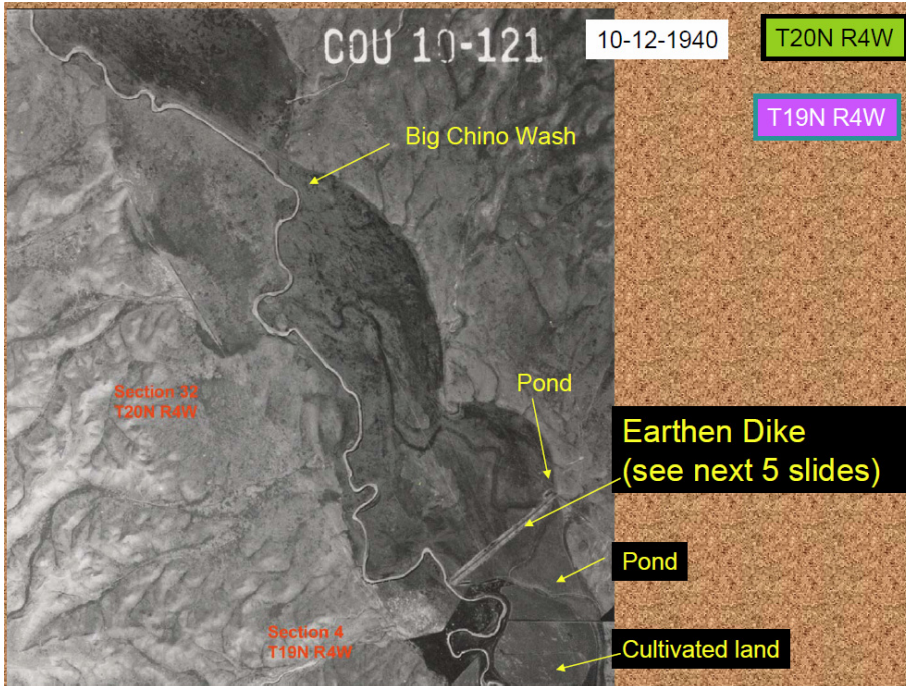 COU 10-121
10-12-1940
T20N R4W
T19N R4W
Big Chino Wash
Pond
Section 32
T20N R4W
Earthen Dike
(see next 5 slides)
Pond
Section 4
T19N R4W
Cultivated land